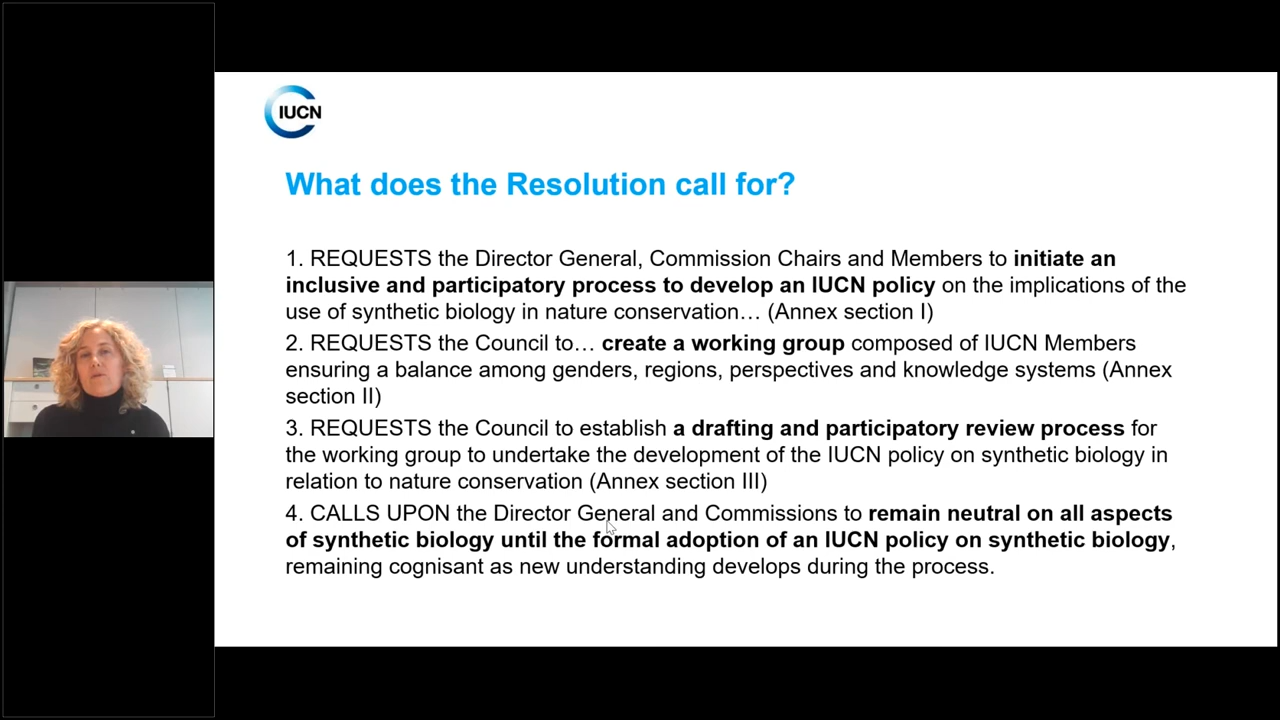 IUCN
What does the Resolution call for?
1. REQUESTS the Director General, Commission Chairs and Members to initiate an
inclusive and participatory process to develop an IUCN policy on the implications of the
use of synthetic biology in nature conservation… (Annex section I)
2. REQUESTS the Council to… create a working group composed of IUCN Members
ensuring a balance among genders, regions, perspectives and knowledge systems (Annex
section II)
3. REQUESTS the Council to establish a drafting and participatory review process for
the working group to undertake the development of the IUCN policy on synthetic biology in
relation to nature conservation (Annex section III)
4. CALLS UPON the Director General and Commissions to remain neutral on all aspects
of synthetic biology until the formal adoption of an IUCN policy on synthetic biology,
remaining cognisant as new understanding develops during the process.